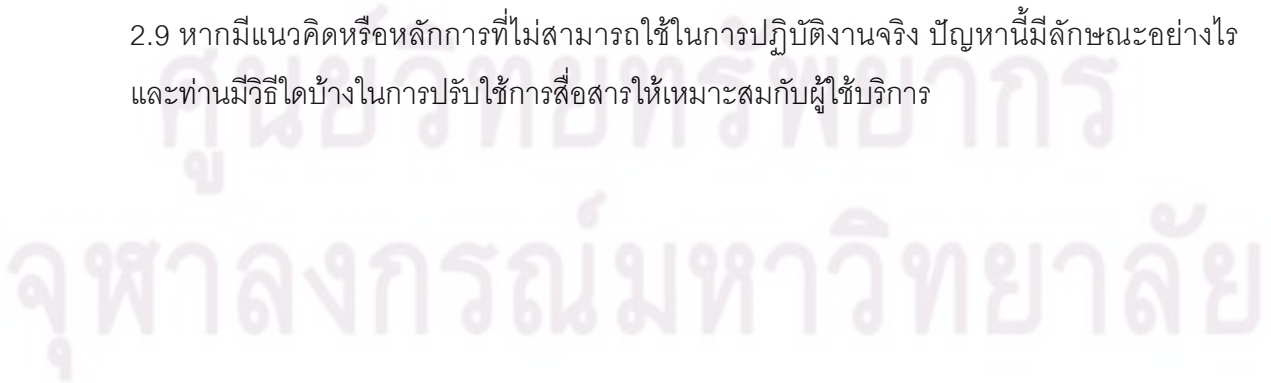 2.9 หากมีแนวคิดหรือหลักการที่ไม่สามารถใช้ในการปฏิบัติงานจริง ปัญหานี้มีลักษณะอย่างไร
และท่านมีวิธีใดบ้างในการปรับใช้การสื่อสารให้เหมาะสมกับผู้ใช้บริการ
ศูนย์วิทยทรัพยากร
จุฬาลงกรณ์มหาวิทยาลัย